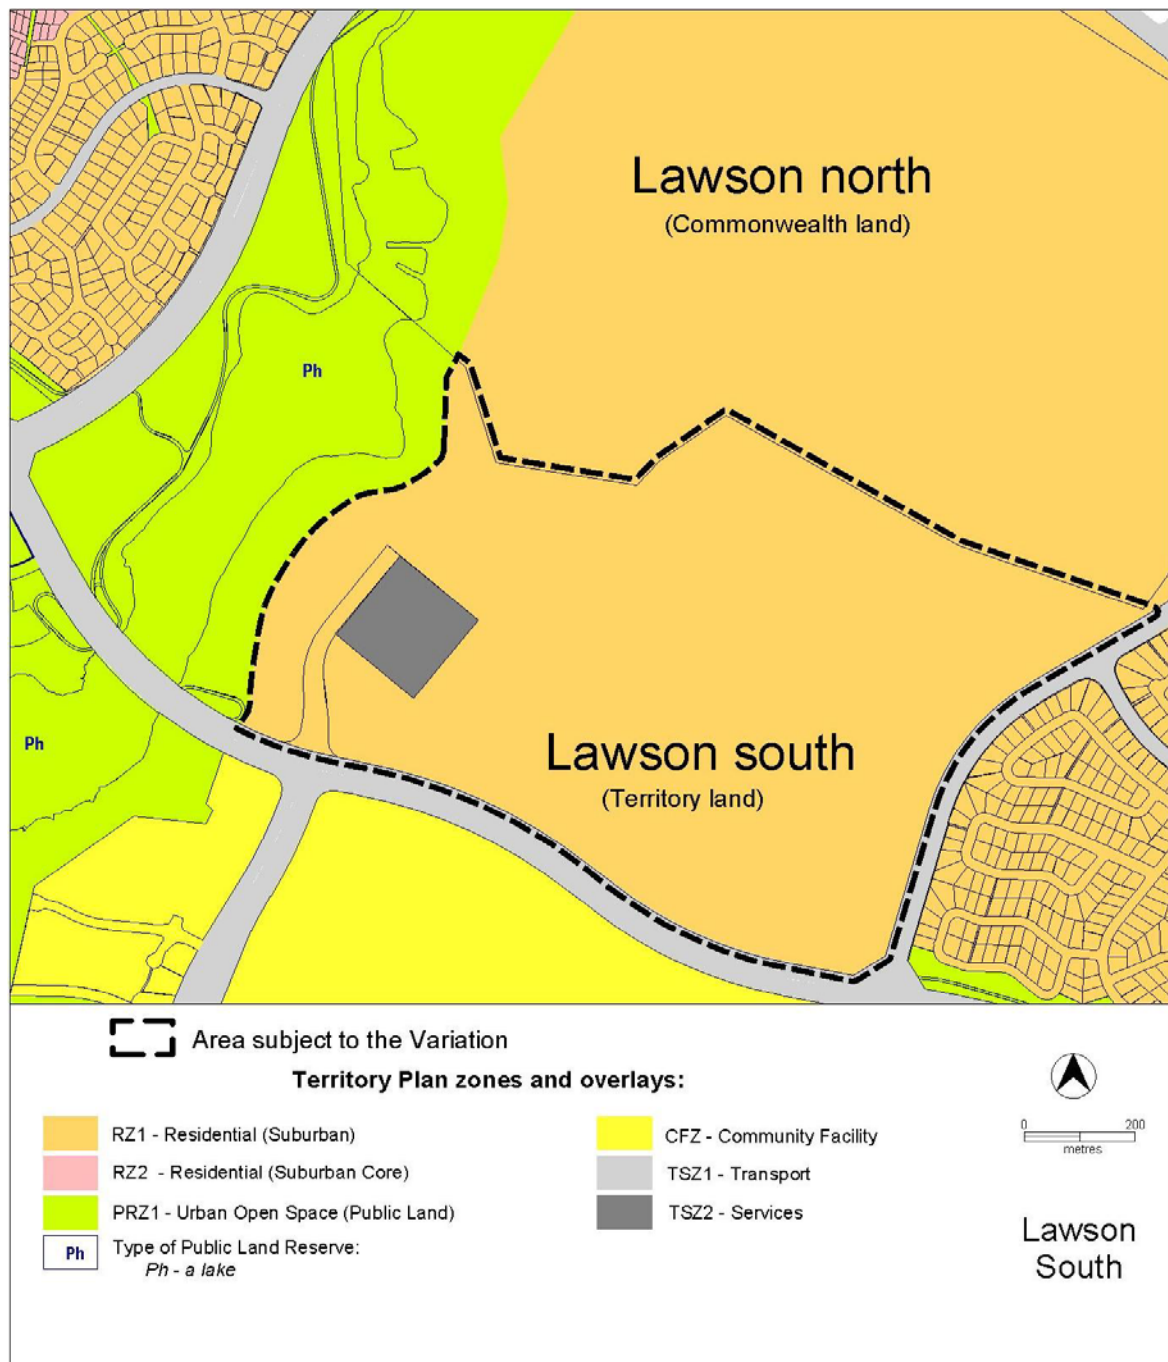 Lawson north
(Commonwealth land)
Ph
Lawson south
(Territory land)
Ph
Area subject to the Variation
Territory Plan zones and overlays:
RZ1 - Residential (Suburban)
RZ2 - Residential (Suburban Core)
PRZ1 - Urban Open Space (Public Land)
Ph Type of Public Land Reserve:
Ph - a lake
CFZ - Community Facility
TSZ1 - Transport
TSZ2 - Services
0 200
metres
Lawson
South